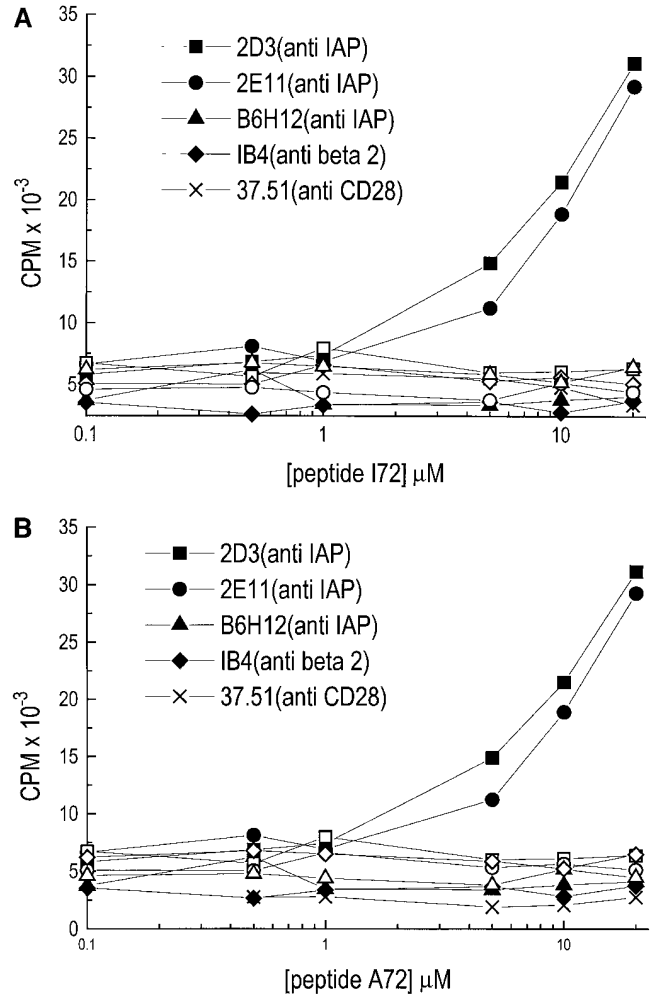 A
35
30
25
20
15
10
5
CPM x 10⁻³
2D3(anti IAP)
2E11(anti IAP)
B6H12(anti IAP)
IB4(anti beta 2)
37.51(anti CD28)
0.1
1
10
[peptide I72] μM
B
35
30
25
20
15
10
5
0
CPM x 10⁻³
2D3(anti IAP)
2E11(anti IAP)
B6H12(anti IAP)
IB4(anti beta 2)
37.51(anti CD28)
0.1
1
10
[peptide A72] μM